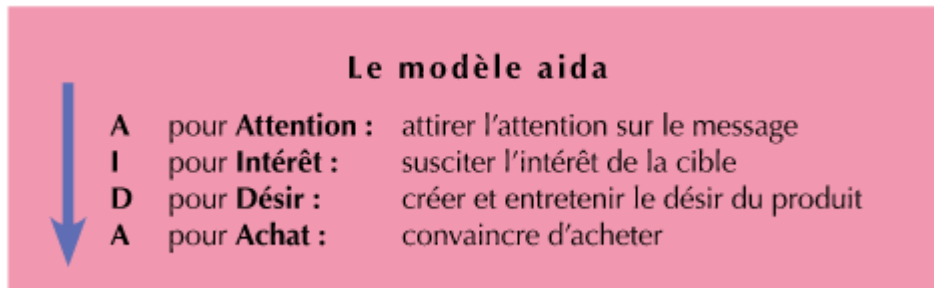 Le modèle aida
A pour Attention : attirer l'attention sur le message
I pour Intérêt : susciter l'intérêt de la cible
D pour Désir : créer et entretenir le désir du produit
A pour Achat : convaincre d'acheter